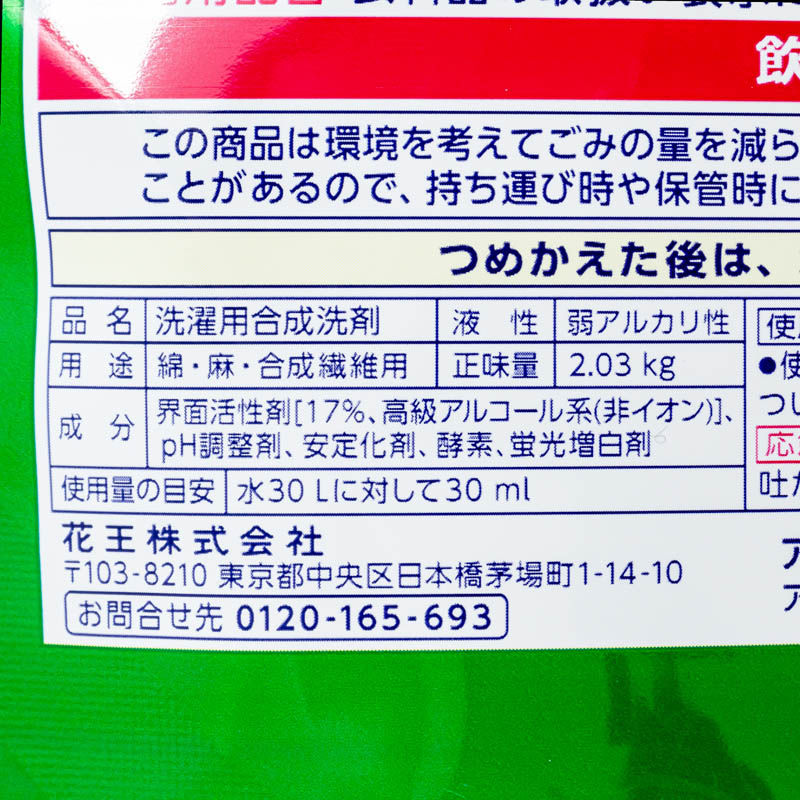 飲
この商品は環境を考えてごみの量を減ら
ことがあるので、持ち運び時や保管時に
つめかえた後は、
品名 洗濯用合成洗剤 液性 弱アルカリ性
用途 綿・麻・合成繊維用 正味量 2.03 kg
成分 界面活性剤[17%、高級アルコール系(非イオン)]、
pH調整剤、安定化剤、酵素、蛍光増白剤
使用量の目安 水30 Lに対して30 ml
使
●使
つい
応
吐
花王株式会社
〒103-8210 東京都中央区日本橋茅場町1-14-10
お問合せ先 0120-165-693
ア
ア